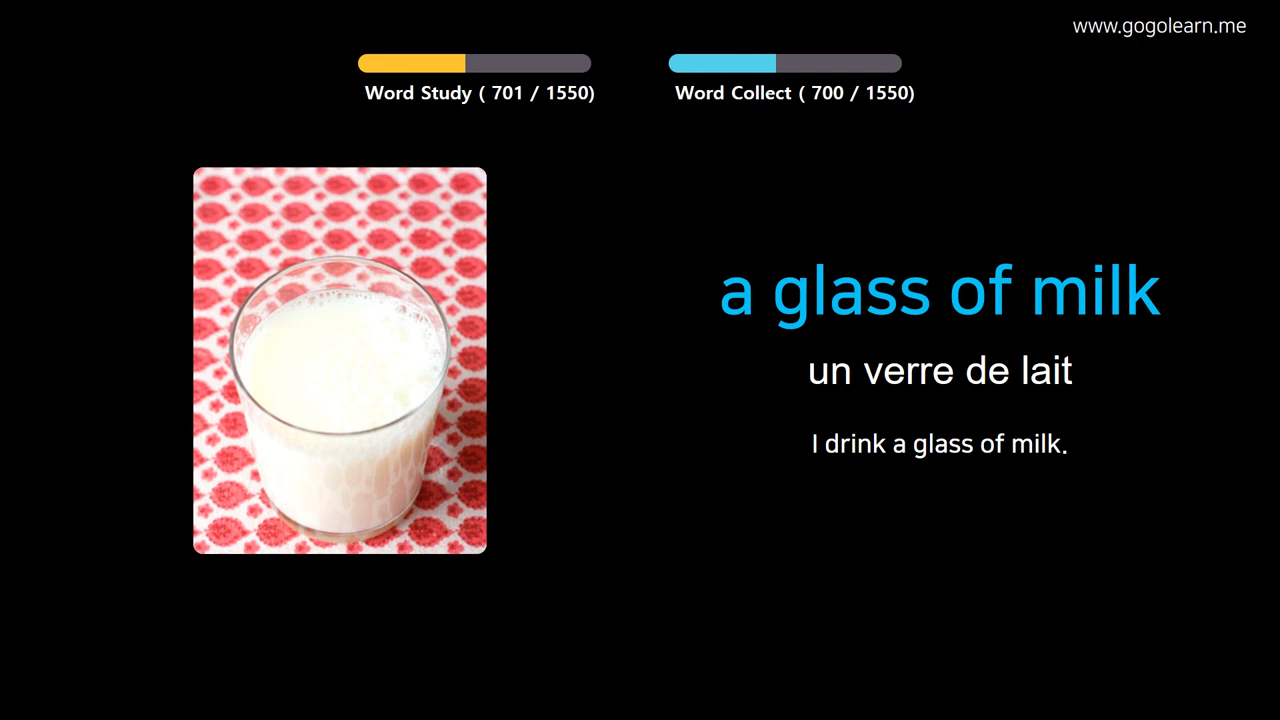 www.gogolearn.me
Word Study ( 701 / 1550)
Word Collect ( 700 / 1550)
a glass of milk
un verre de lait
I drink a glass of milk.